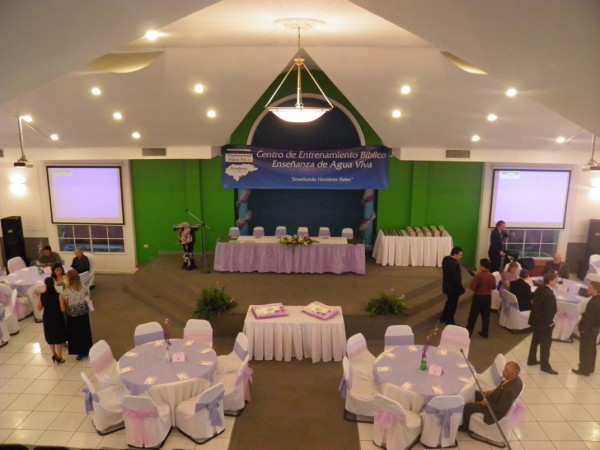 Centro de Entrenamiento Bíblico
Enseñanza de Agua Viva
"Enseñando Hombres Fieles"